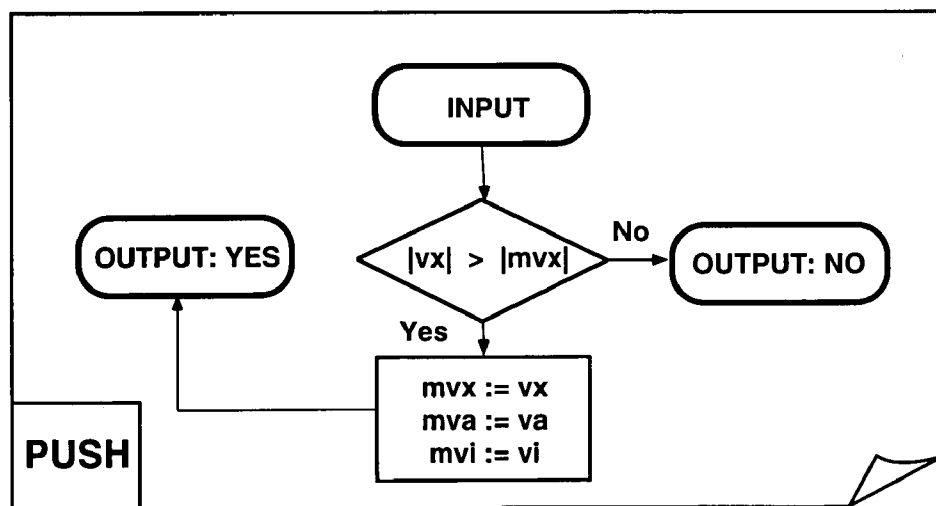 INPUT
|vx| > |mvx|
No
OUTPUT: YES
OUTPUT: NO
Yes
mvx := vx
mva := va
mvi := vi
PUSH